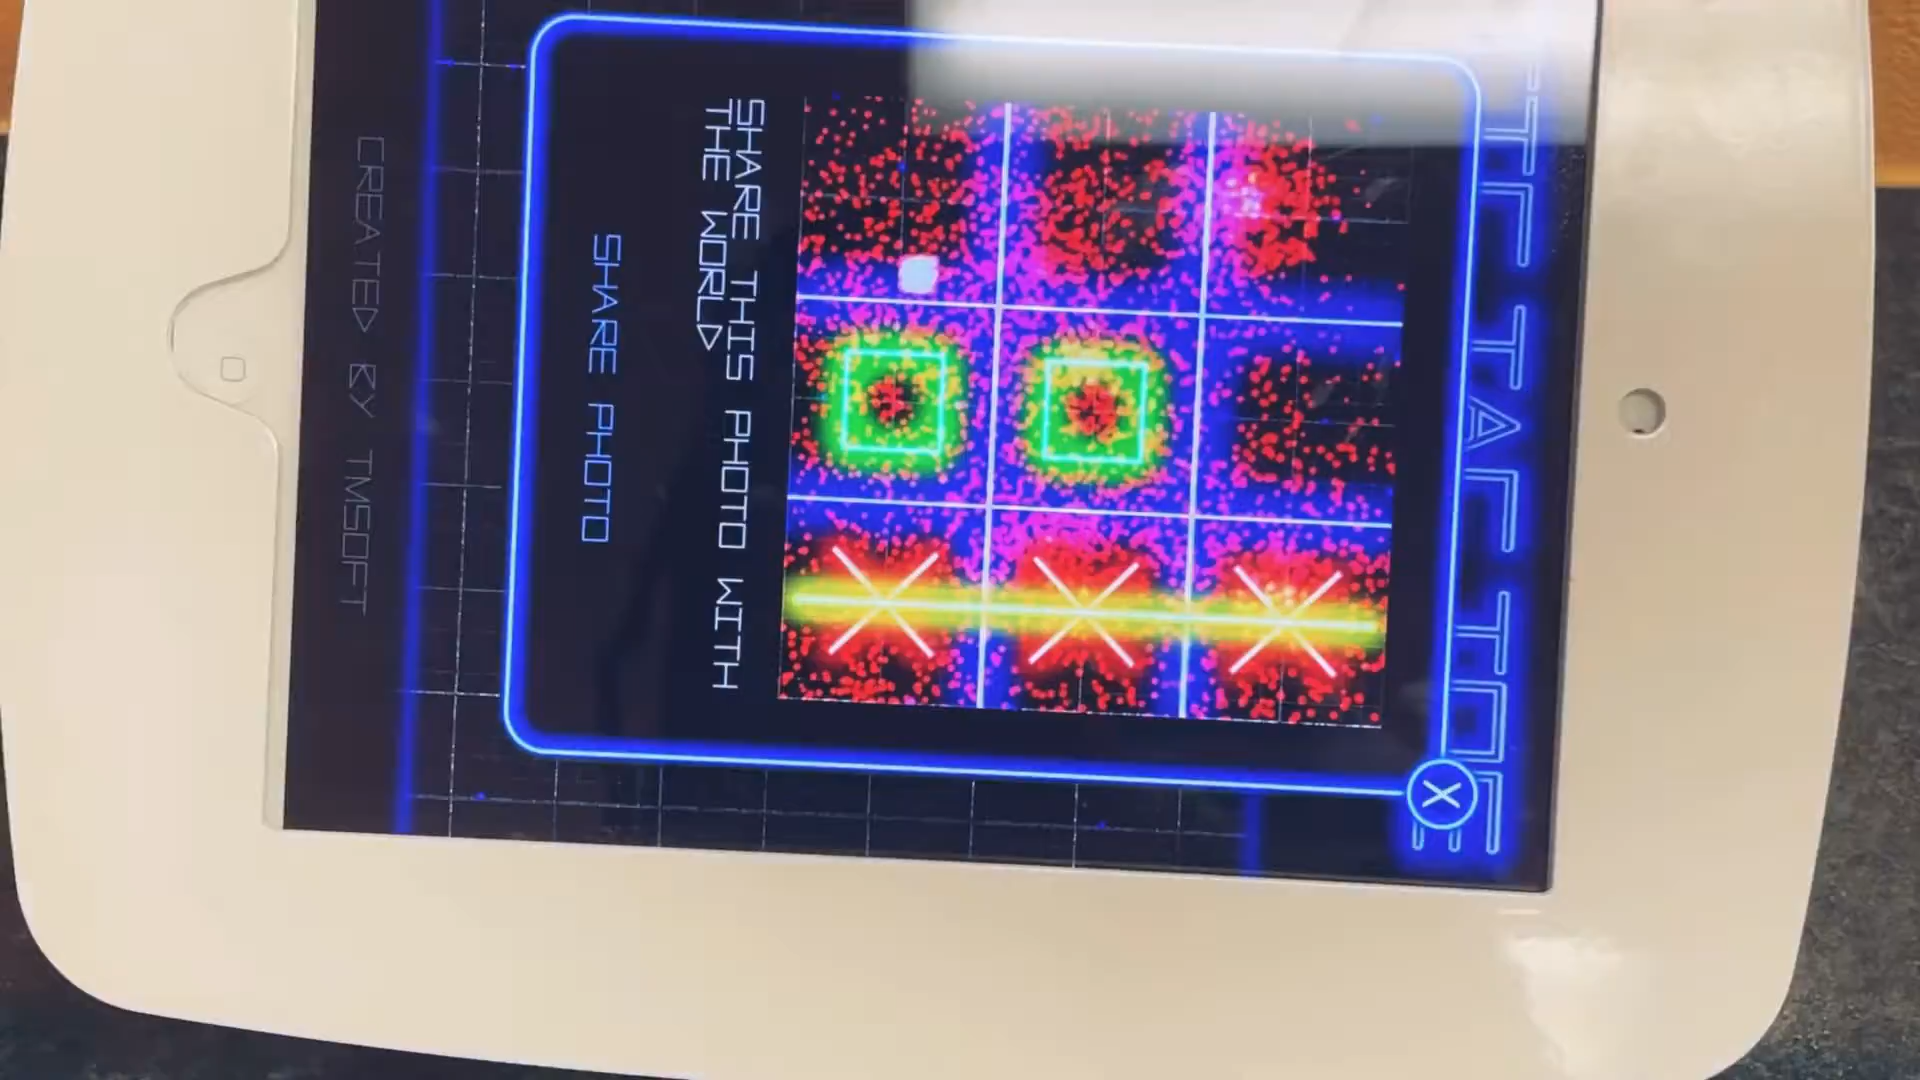 TIC TAC TOE
X
SHARE THIS PHOTO WITH
THE WORLD
SHARE PHOTO
CREATED BY TMSOFT